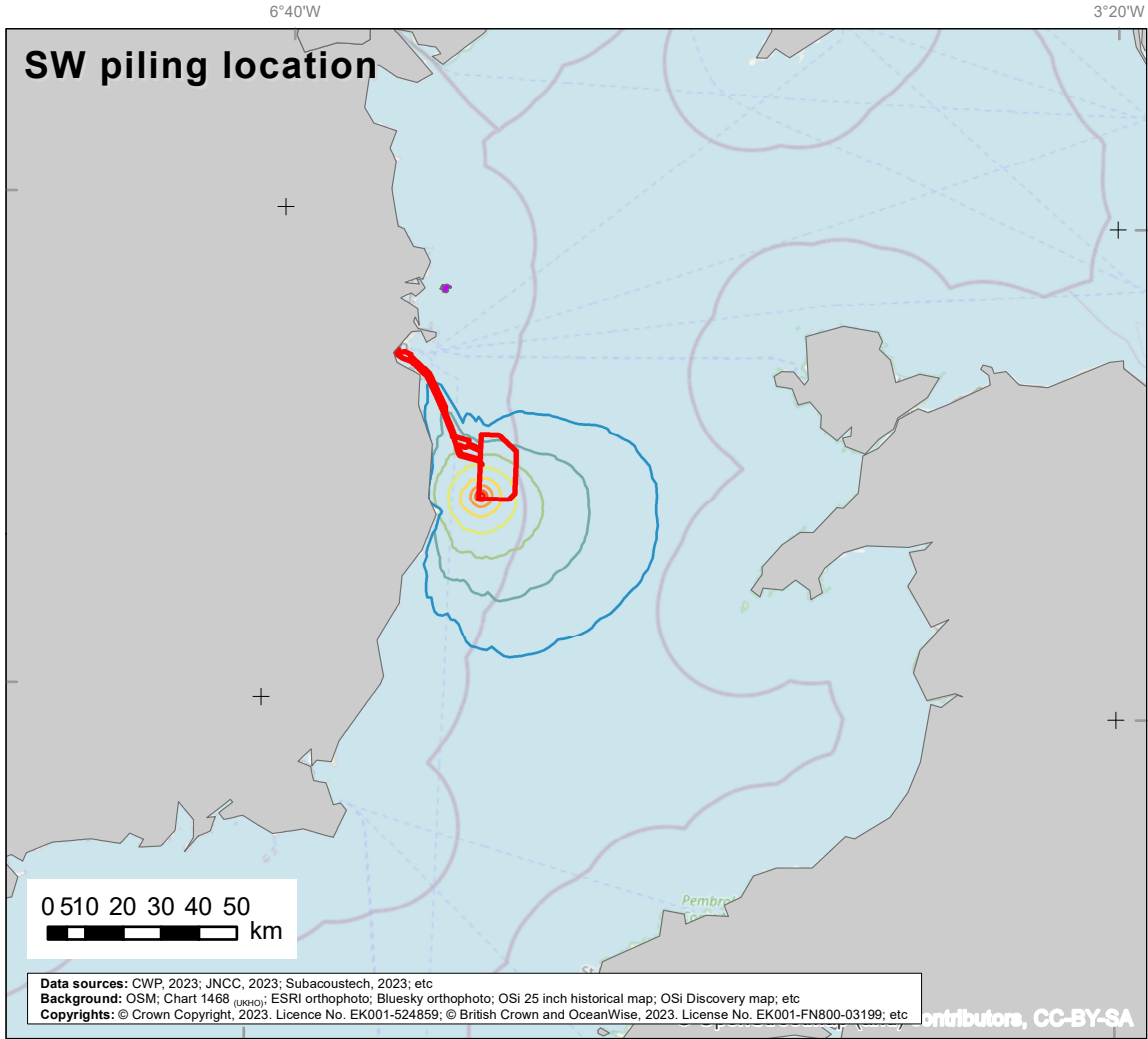 6°40'W 3°20'W
SW piling location
0 510 20 30 40 50
km
Data sources: CWP, 2023; JNCC, 2023; Subacoustech, 2023; etc
Background: OSM; Chart 1468 (UKHO); ESRI orthophoto; Bluesky orthophoto; OSi 25 inch historical map; OSi Discovery map; etc
Copyrights: © Crown Copyright, 2023. Licence No. EK001-524859; © British Crown and OceanWise, 2023. License No. EK001-FN800-03199; etc
contributors, CC-BY-SA